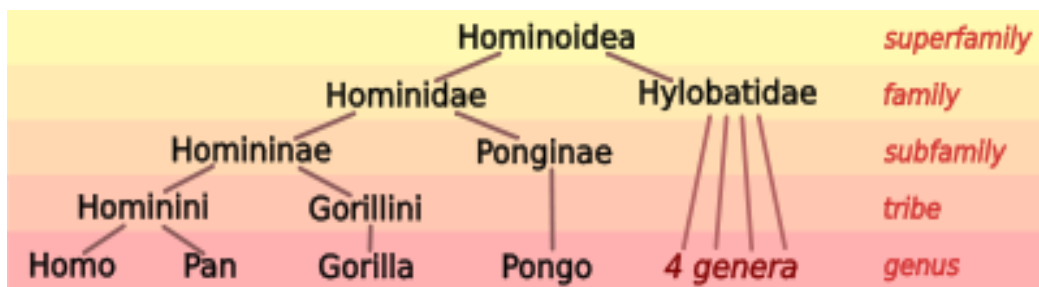 Hominoidea superfamily
Hominidae Hylobatidae family
Homininae Ponginae subfamily
Hominini Gorillini tribe
Homo Pan Gorilla Pongo 4 genera genus